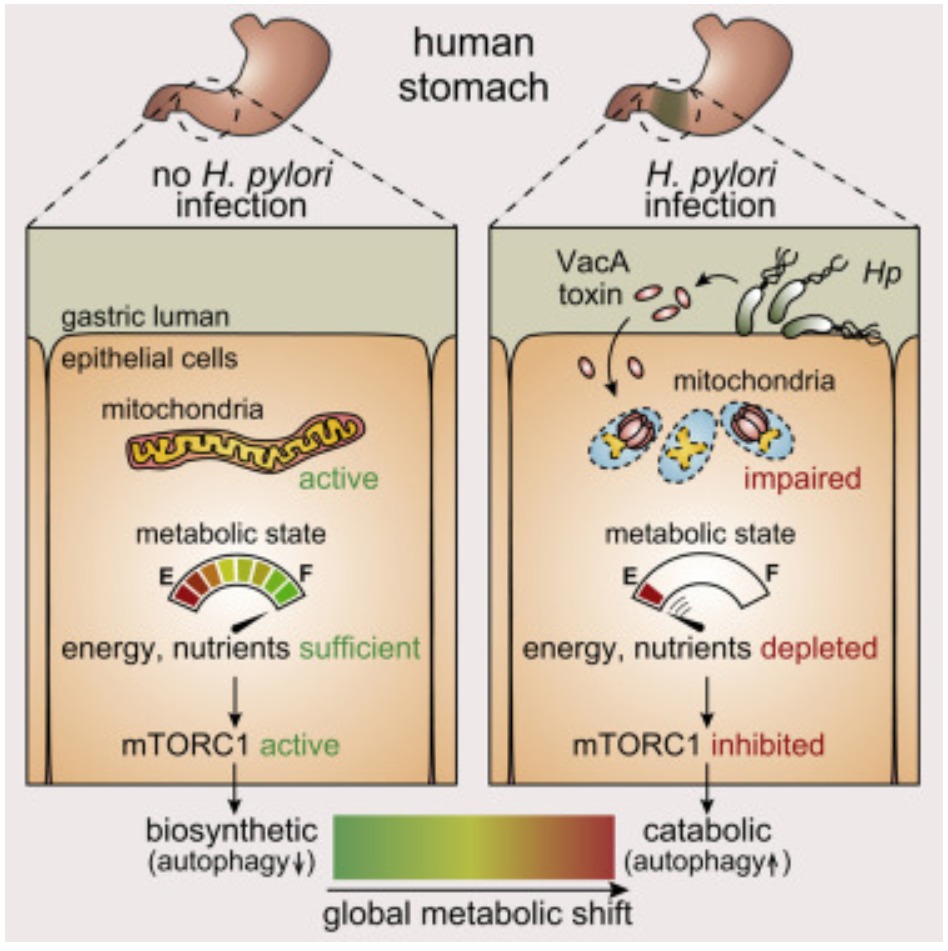 human
stomach
no H. pylori
infection
gastric luman
epithelial cells
mitochondria
active
metabolic state
E F
energy, nutrients sufficient
mTORC1 active
biosynthetic
(autophagy↓)
H. pylori
infection
VacA
toxin
Hp
mitochondria
impaired
metabolic state
E F
energy, nutrients depleted
mTORC1 inhibited
catabolic
(autophagy↑)
global metabolic shift